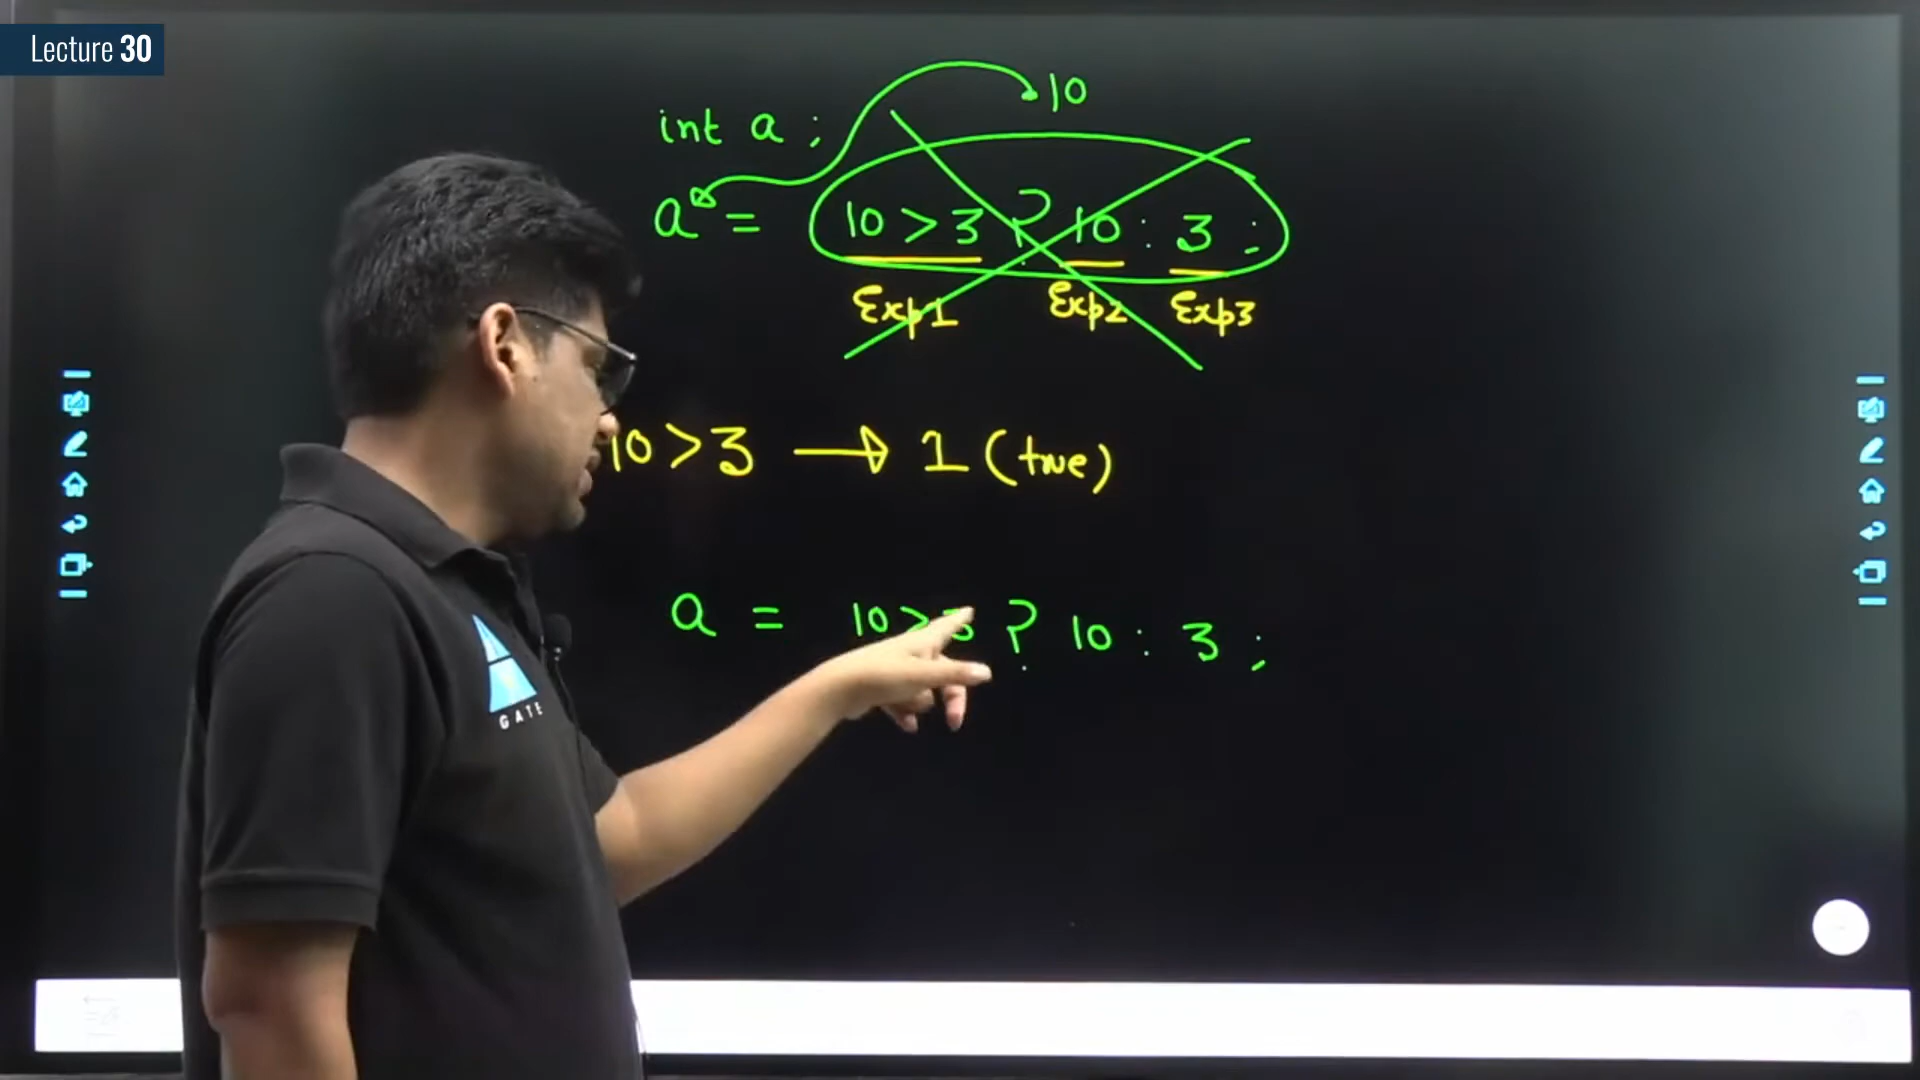 Lecture 30
10
int a ;
a = 10 > 3 ? 10 : 3 ;
Exp1 Exp2 Exp3
10 > 3 → 1 (true)
a = 10 > 3 ? 10 : 3 ;
GATE